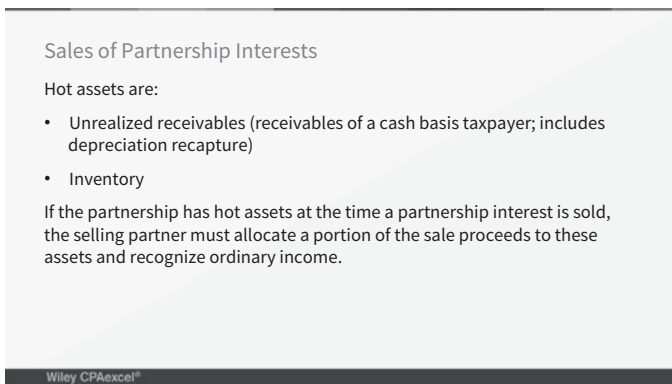 Sales of Partnership Interests
Hot assets are:
• Unrealized receivables (receivables of a cash basis taxpayer; includes
depreciation recapture)
• Inventory
If the partnership has hot assets at the time a partnership interest is sold,
the selling partner must allocate a portion of the sale proceeds to these
assets and recognize ordinary income.
Wiley CPAexcel®